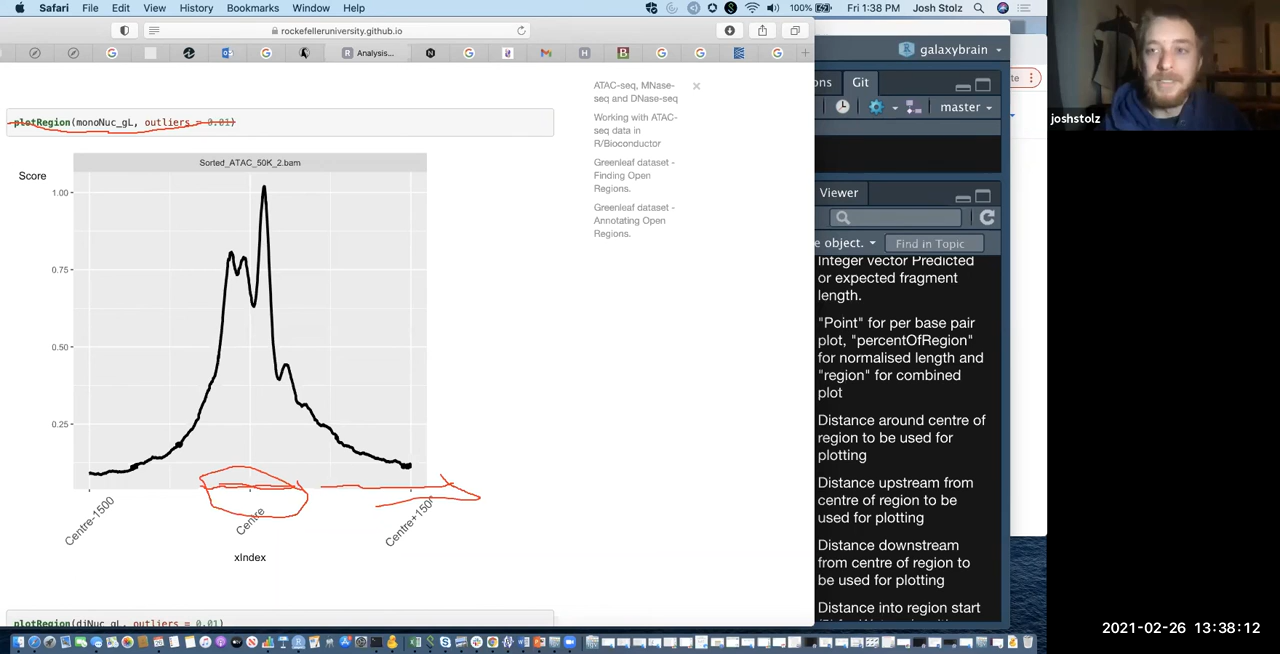 Safari File Edit View History Bookmarks Window Help 100% Fri 1:38 PM Josh Stolz
rockefelleruniversity.github.io
Analysis...
plotRegion(monoNuc_gL, outliers = 0.01)
Sorted_ATAC_50K_2.bam
Score
1.00
0.75
0.50
0.25
Centre-1500
Centre
xIndex
plotRegion(diNuc_gL, outliers = 0.01)
ATAC-seq, MNase-
seq and DNase-seq
Working with ATAC-
seq data in
R/Bioconductor
Greenleaf dataset -
Finding Open
Regions.
Greenleaf dataset -
Annotating Open
Regions.
galaxybrain
ons Git
master
Viewer
e object. Find in Topic
Integer vector Predicted
or expected fragment
length.
"Point" for per base pair
plot, "percentOfRegion"
for normalised length and
"region" for combined
plot
Distance around centre of
region to be used for
plotting
Distance upstream from
centre of region to be
used for plotting
Distance downstream
from centre of region to
be used for plotting
Distance into region start
te
joshstolz
2021-02-26 13:38:12